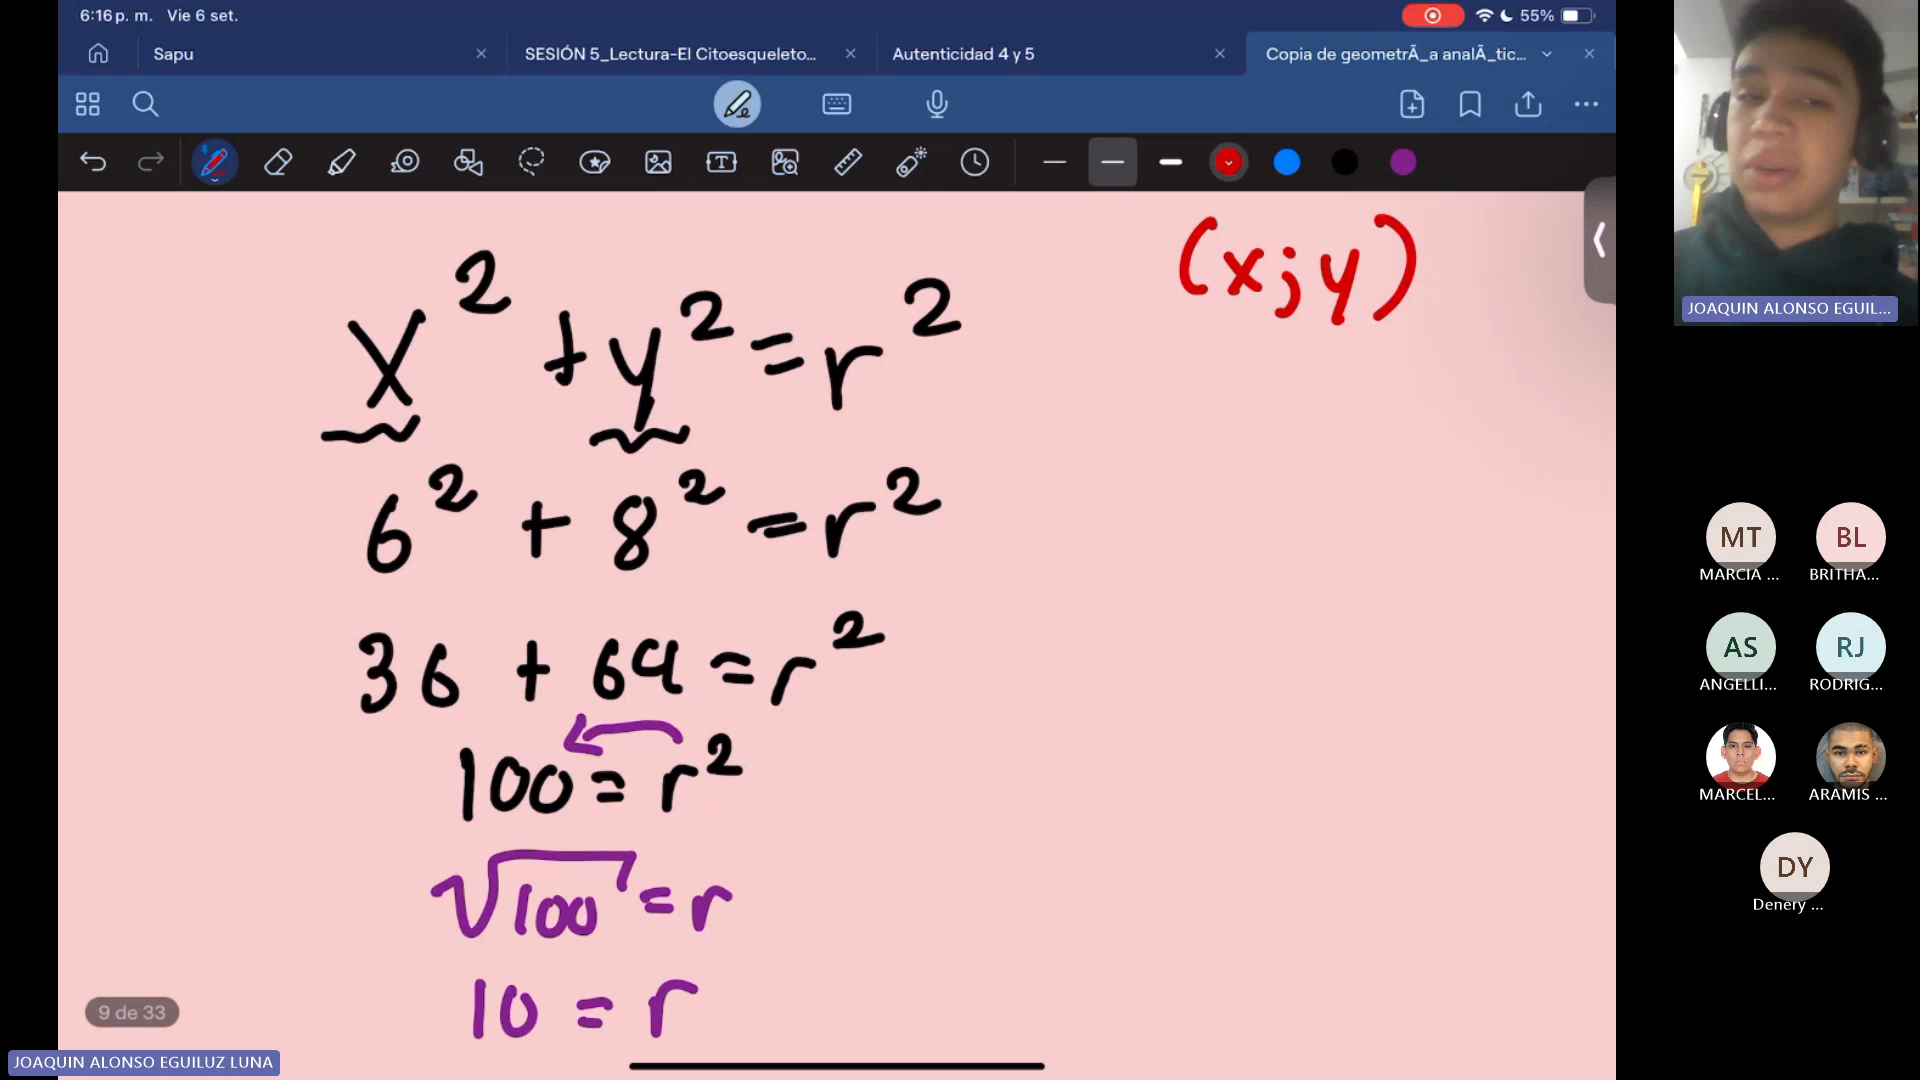 6:16 p. m. Vie 6 set.
55%
Sapu
SESIÓN 5_Lectura-El Citoesqueleto...
Autenticidad 4 y 5
Copia de geometrÃ_a analÃ_tic...
(x;y)
x² + y² = r²
6² + 8² = r²
36 + 64 = r²
100 = r²
√100 = r
10 = r
9 de 33
JOAQUIN ALONSO EGUILUZ LUNA
JOAQUIN ALONSO EGUIL...
MT
BL
MARCIA ...
BRITHA...
AS
RJ
ANGELLI...
RODRIG...
MARCEL...
ARAMIS ...
DY
Denery ...